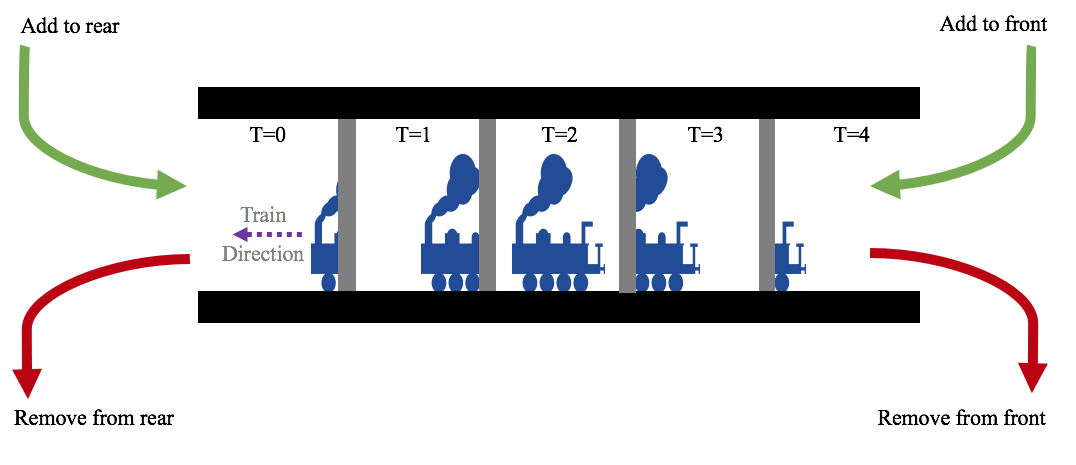 Add to rear
Add to front
T=0
T=1
T=2
T=3
T=4
Train
Direction
Remove from rear
Remove from front